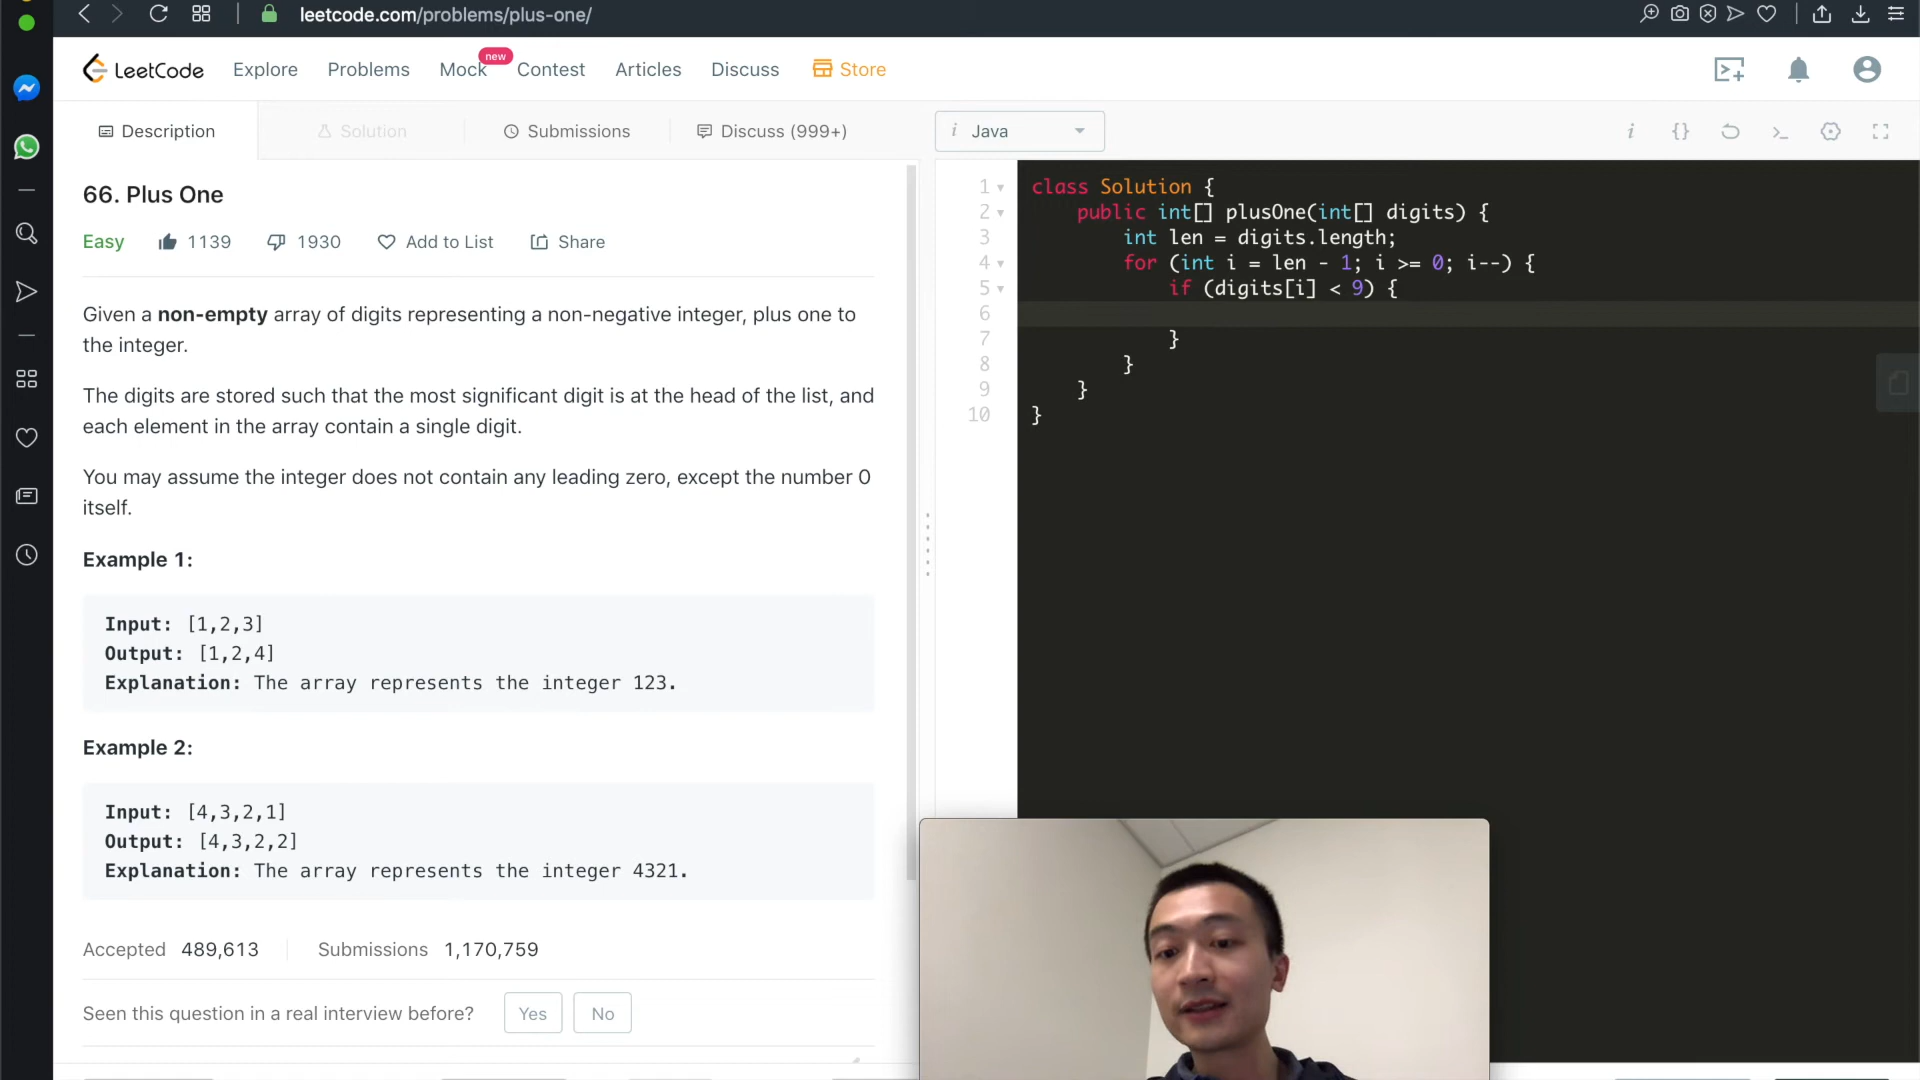 leetcode.com/problems/plus-one/
LeetCode
Explore
Problems
Mock
new
Contest
Articles
Discuss
Store
Description
Solution
Submissions
Discuss (999+)
i Java
i
{}
66. Plus One
Easy
1139
1930
Add to List
Share
Given a non-empty array of digits representing a non-negative integer, plus one to
the integer.
The digits are stored such that the most significant digit is at the head of the list, and
each element in the array contain a single digit.
You may assume the integer does not contain any leading zero, except the number 0
itself.
Example 1:
Input: [1,2,3]
Output: [1,2,4]
Explanation: The array represents the integer 123.
Example 2:
Input: [4,3,2,1]
Output: [4,3,2,2]
Explanation: The array represents the integer 4321.
Accepted 489,613
Submissions 1,170,759
Seen this question in a real interview before?
Yes
No
1 class Solution {
2 public int[] plusOne(int[] digits) {
3 int len = digits.length;
4 for (int i = len - 1; i >= 0; i--) {
5 if (digits[i] < 9) {
6
7 }
8 }
9 }
10 }